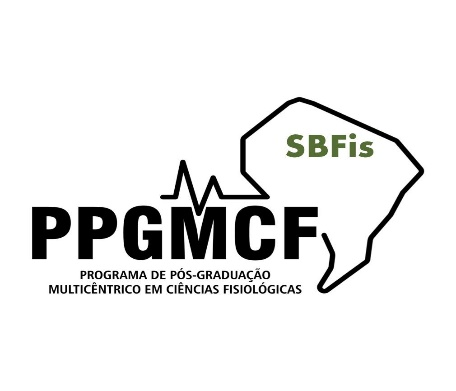 SBFis
PPGMCF
PROGRAMA DE PÓS-GRADUAÇÃO
MULTICÊNTRICO EM CIÊNCIAS FISIOLÓGICAS